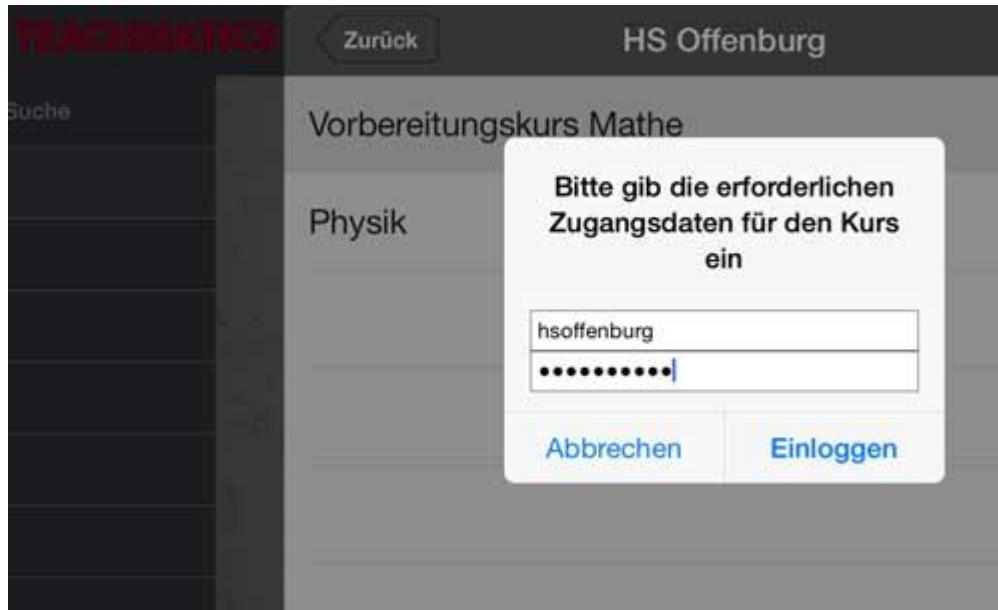 TEACHMATICS
Zurück
HS Offenburg
Suche
Vorbereitungskurs Mathe
Physik
Bitte gib die erforderlichen
Zugangsdaten für den Kurs
ein
hsoffenburg
••••••••••
Abbrechen
Einloggen